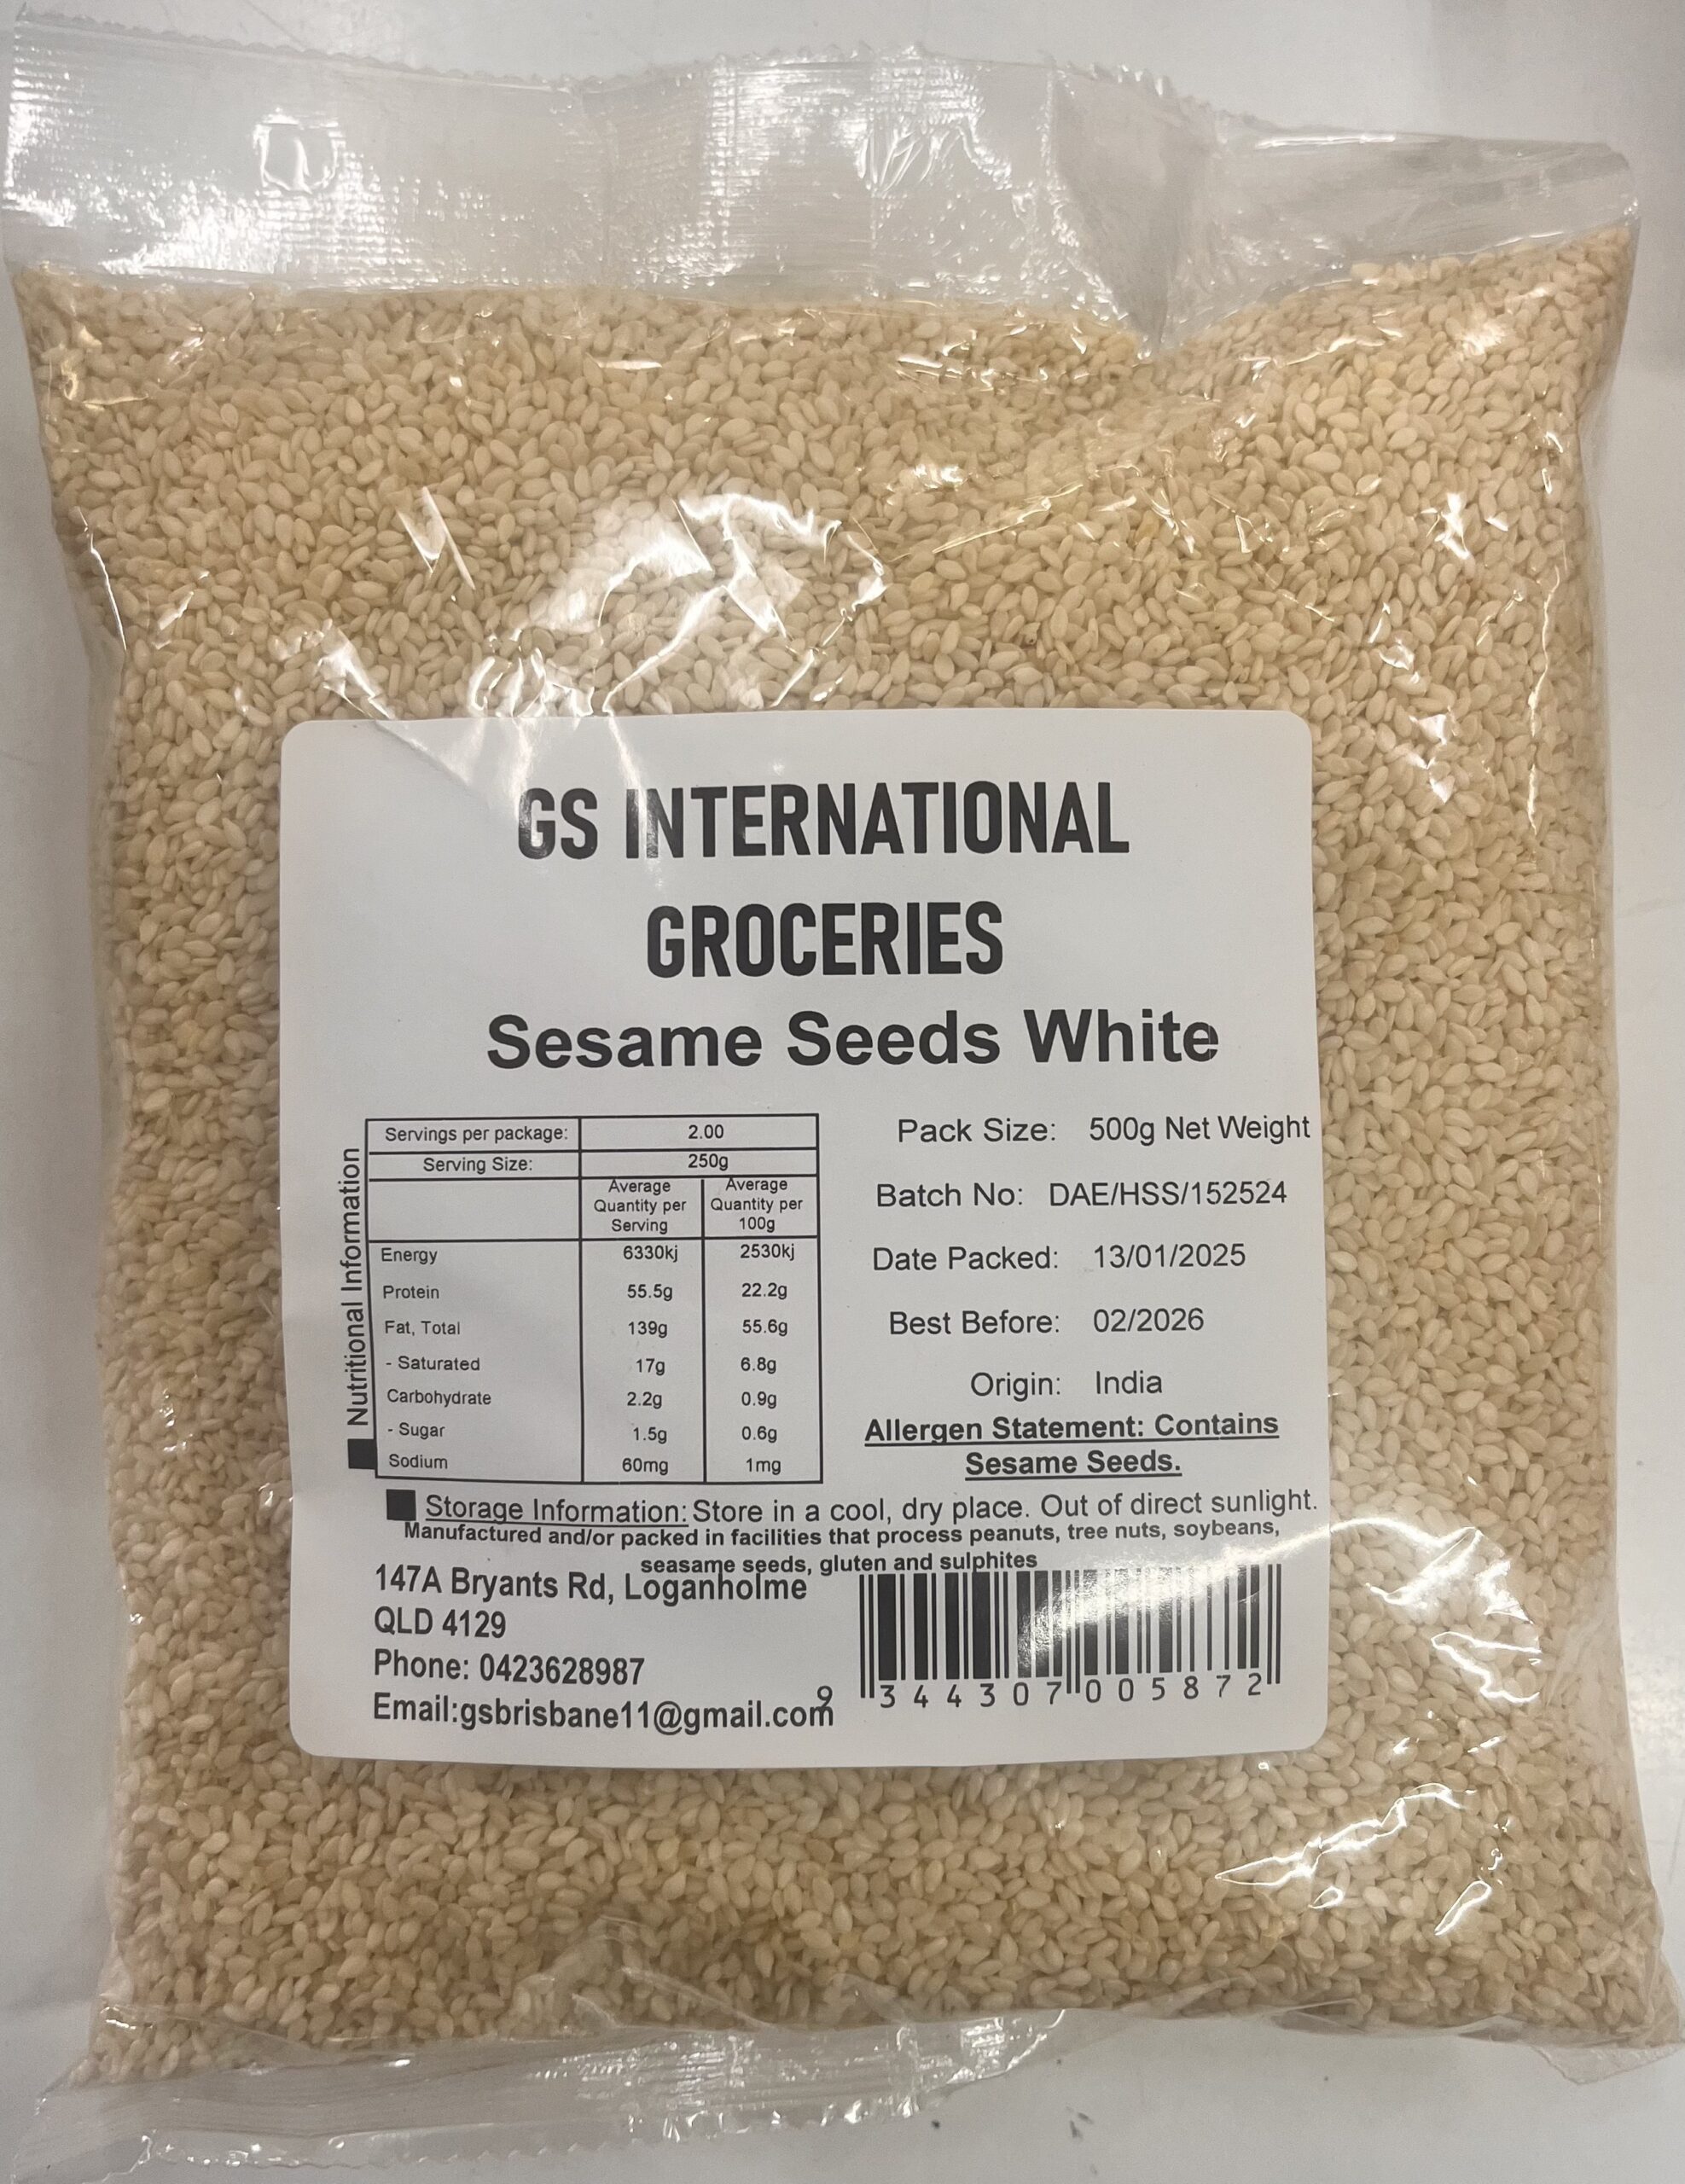 GS INTERNATIONAL
GROCERIES
Sesame Seeds White
Nutritional Information
Servings per package: 2.00
Serving Size: 250g
Average Quantity per Serving Average Quantity per 100g
Energy 6330kj 2530kj
Protein 55.5g 22.2g
Fat, Total 139g 55.6g
- Saturated 17g 6.8g
Carbohydrate 2.2g 0.9g
- Sugar 1.5g 0.6g
Sodium 60mg 1mg
Pack Size: 500g Net Weight
Batch No: DAE/HSS/152524
Date Packed: 13/01/2025
Best Before: 02/2026
Origin: India
Allergen Statement: Contains
Sesame Seeds.
Storage Information: Store in a cool, dry place. Out of direct sunlight.
Manufactured and/or packed in facilities that process peanuts, tree nuts, soybeans,
seasame seeds, gluten and sulphites
147A Bryants Rd, Loganholme
QLD 4129
Phone: 0423628987
Email:gsbrisbane11@gmail.com
9 344307 005872